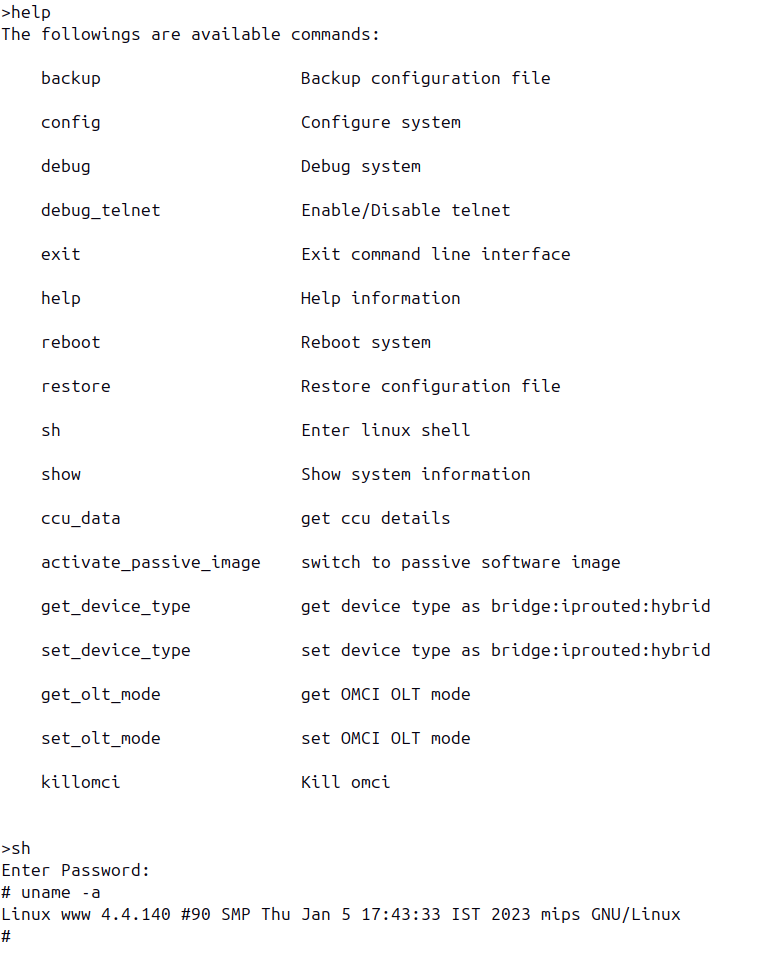 >help
The followings are available commands:
backup Backup configuration file
config Configure system
debug Debug system
debug_telnet Enable/Disable telnet
exit Exit command line interface
help Help information
reboot Reboot system
restore Restore configuration file
sh Enter linux shell
show Show system information
ccu_data get ccu details
activate_passive_image switch to passive software image
get_device_type get device type as bridge:iprouted:hybrid
set_device_type set device type as bridge:iprouted:hybrid
get_olt_mode get OMCI OLT mode
set_olt_mode set OMCI OLT mode
killomci Kill omci
>sh
Enter Password:
# uname -a
Linux www 4.4.140 #90 SMP Thu Jan 5 17:43:33 IST 2023 mips GNU/Linux
#